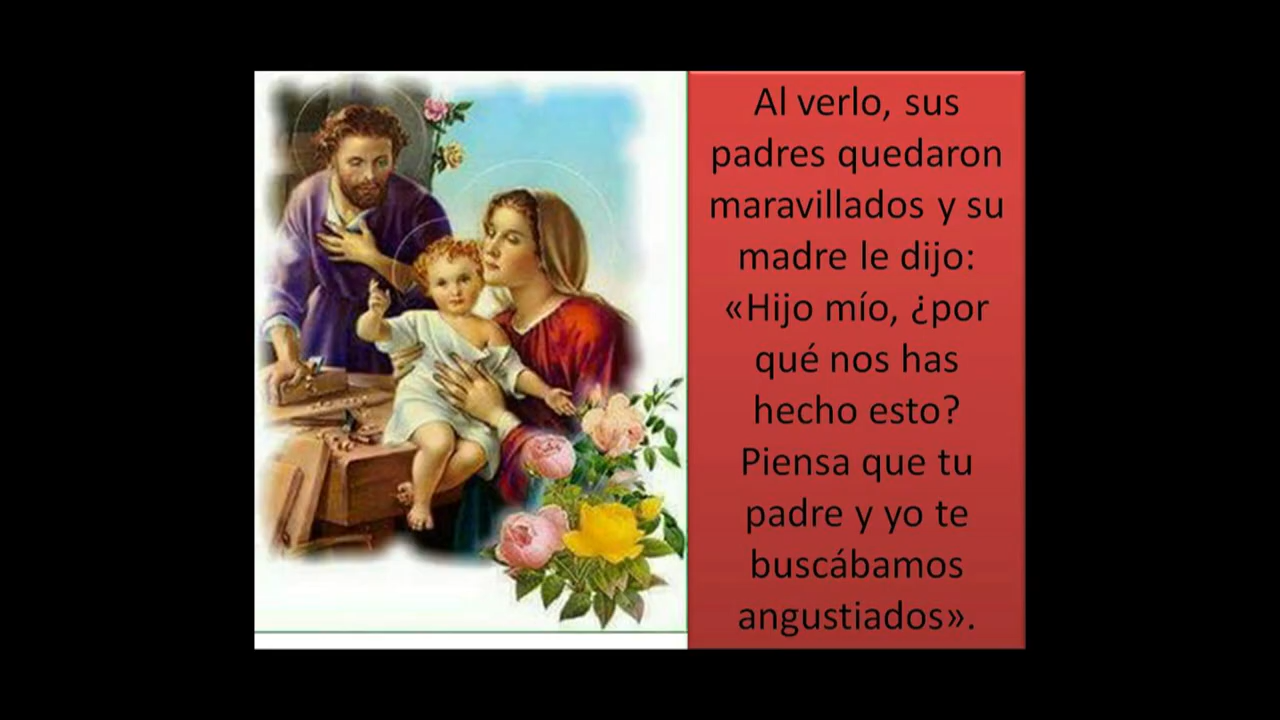 Al verlo, sus
padres quedaron
maravillados y su
madre le dijo:
«Hijo mío, ¿por
qué nos has
hecho esto?
Piensa que tu
padre y yo te
buscábamos
angustiados».